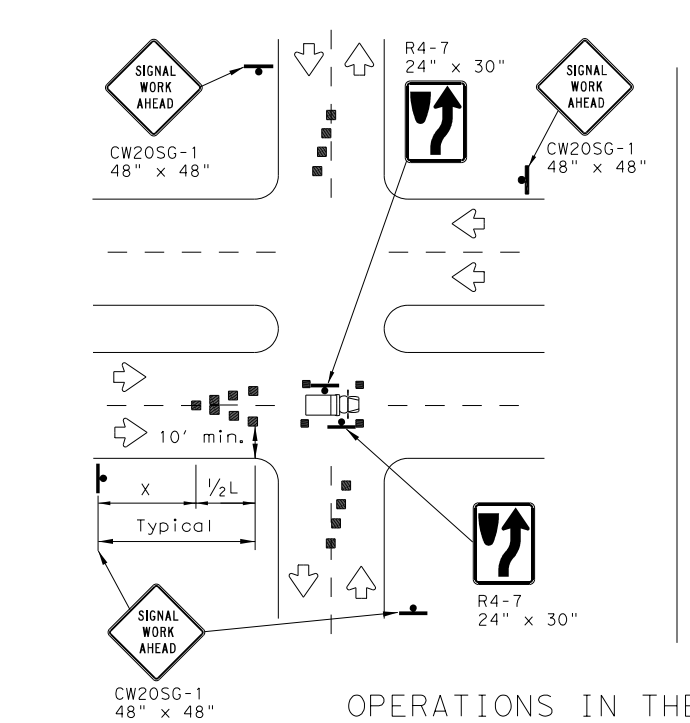 SIGNAL
WORK
AHEAD
CW20SG-1
48" x 48"
R4-7
24" x 30"
SIGNAL
WORK
AHEAD
CW20SG-1
48" x 48"
10' min.
X
1/2L
Typical
SIGNAL
WORK
AHEAD
CW20SG-1
48" x 48"
R4-7
24" x 30"
OPERATIONS IN THE